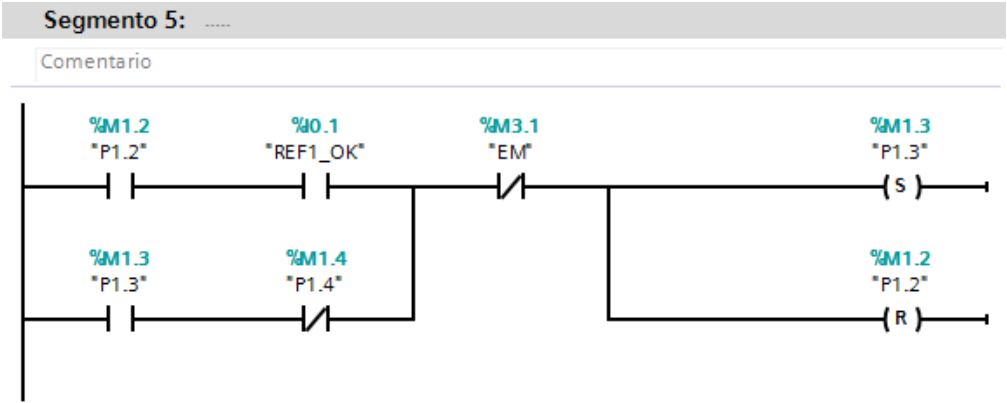 Segmento 5: .....
Comentario
%M1.2 %I0.1 %M3.1 %M1.3
"P1.2" "REF1_OK" "EM" "P1.3"
S
%M1.3 %M1.4 %M1.2
"P1.3" "P1.4" "P1.2"
R